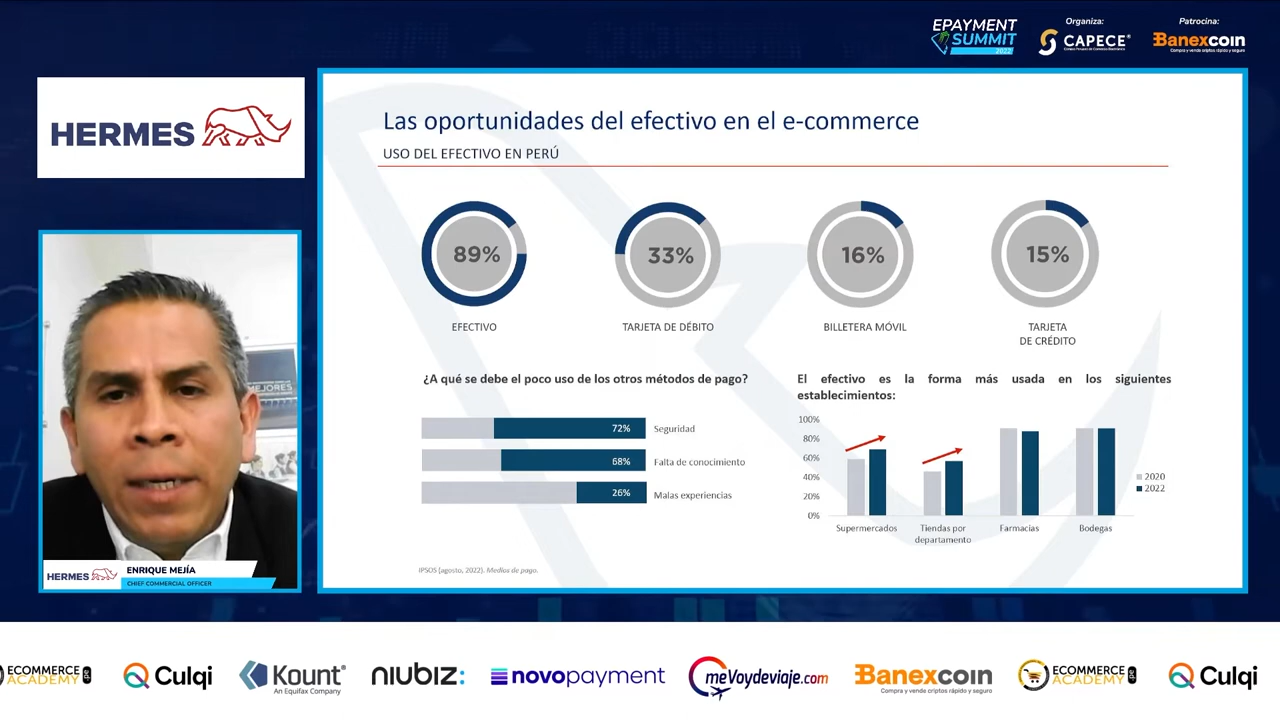 EPAYMENT
SUMMIT
2022
Organiza:
CAPECE
Patrocina:
Banexcoin
Compra y vende criptos rápido y seguro
HERMES
Las oportunidades del efectivo en el e-commerce
USO DEL EFECTIVO EN PERÚ
89%
33%
16%
15%
EFECTIVO
TARJETA DE DÉBITO
BILLETERA MÓVIL
TARJETA
DE CRÉDITO
¿A qué se debe el poco uso de los otros métodos de pago?
72% Seguridad
68% Falta de conocimiento
26% Malas experiencias
El efectivo es la forma más usada en los siguientes
establecimientos:
100%
80%
60%
40%
20%
0%
Supermercados
Tiendas por
departamento
Farmacias
Bodegas
2020
2022
IPSOS (agosto, 2022). Medios de pago.
MEJORES
HERMES
ENRIQUE MEJÍA
CHIEF COMMERCIAL OFFICER
ECOMMERCE
ACADEMY
Culqi
Kount®
An Equifax Company
niubiz:
novopayment
meVoydeviaje.com
Banexcoin
Compra y vende criptos rápido y seguro
ECOMMERCE
ACADEMY
Culqi